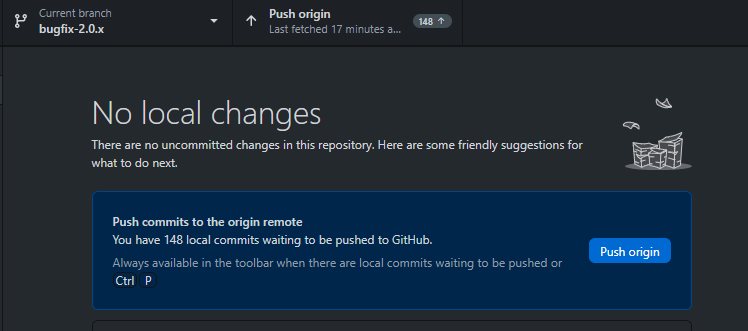 Current branch
bugfix-2.0.x
Push origin
Last fetched 17 minutes a...
148
No local changes
There are no uncommitted changes in this repository. Here are some friendly suggestions for
what to do next.
Push commits to the origin remote
You have 148 local commits waiting to be pushed to GitHub.
Always available in the toolbar when there are local commits waiting to be pushed or
Ctrl P
Push origin